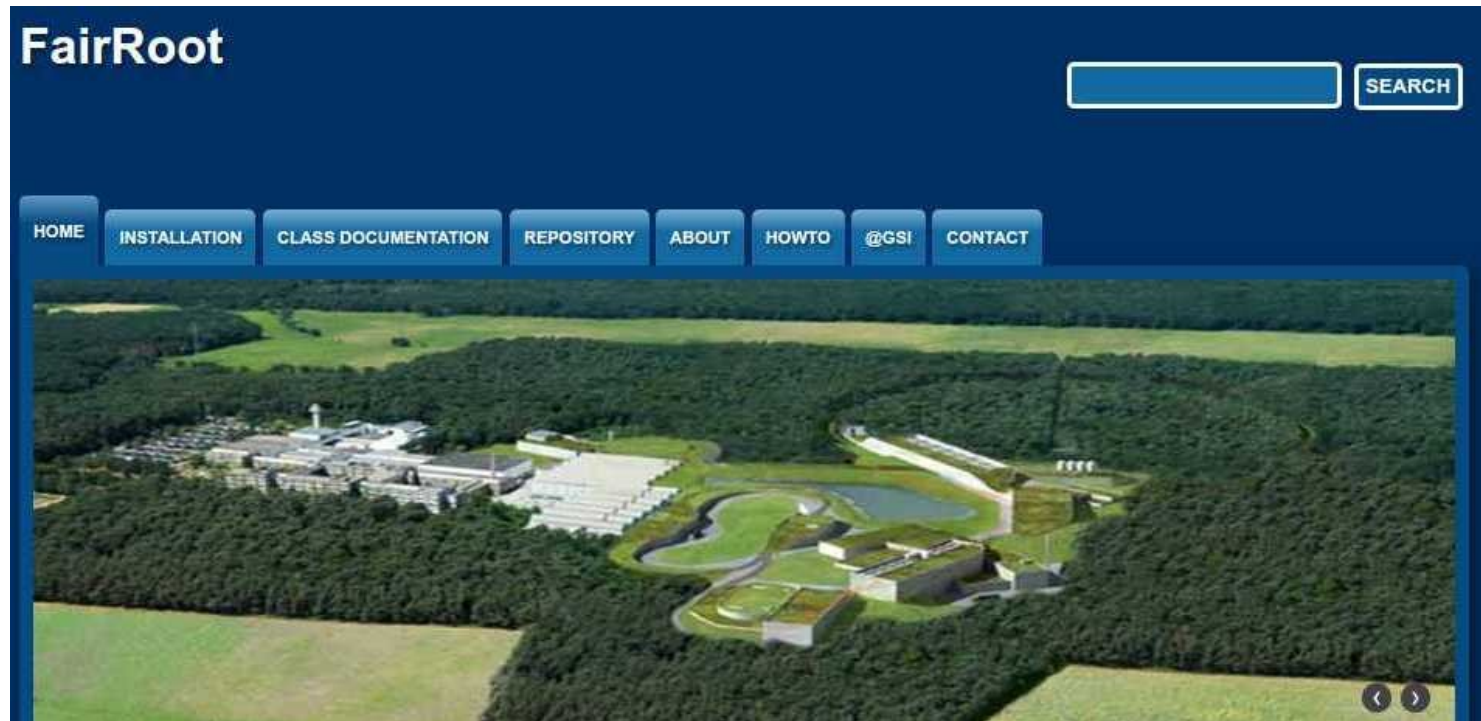 FairRoot
SEARCH
HOME INSTALLATION CLASS DOCUMENTATION REPOSITORY ABOUT HOWTO @GSI CONTACT